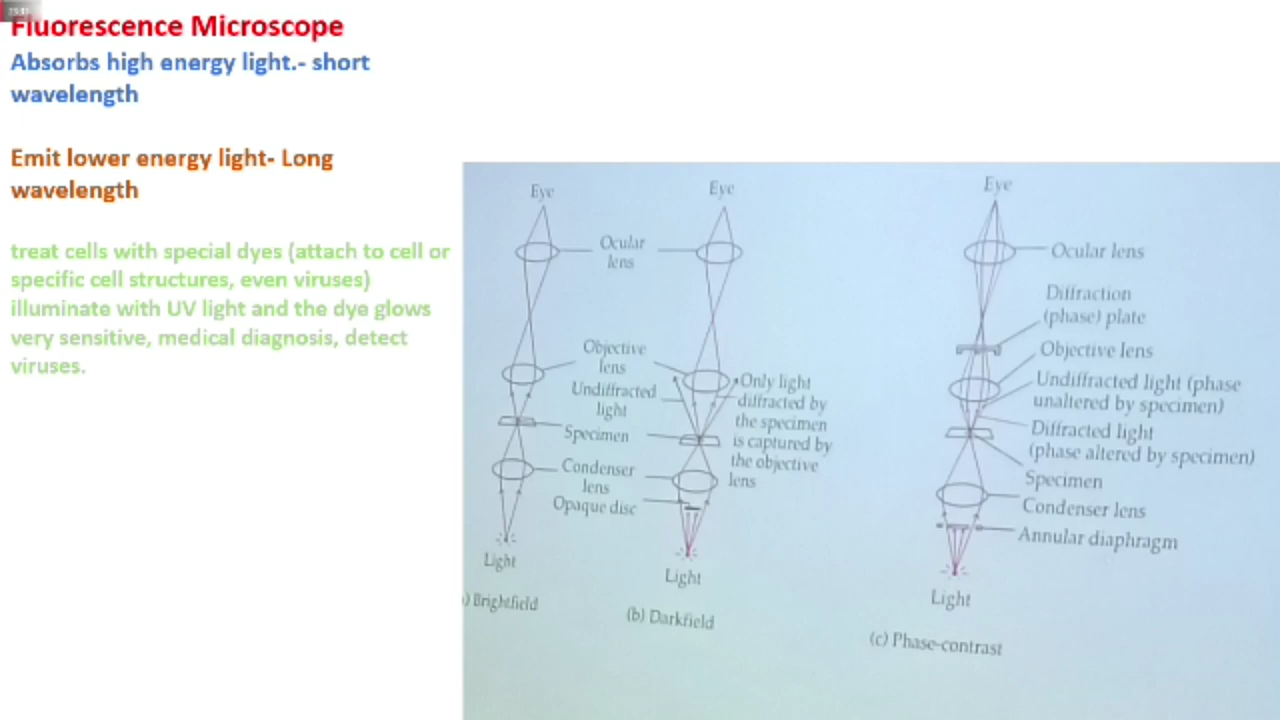 Fluorescence Microscope
Absorbs high energy light.- short
wavelength
Emit lower energy light- Long
wavelength
treat cells with special dyes (attach to cell or
specific cell structures, even viruses)
illuminate with UV light and the dye glows
very sensitive, medical diagnosis, detect
viruses.
Eye
Ocular
lens
Objective
lens
Undiffracted
light
Specimen
Condenser
lens
Opaque disc
Light
) Brightfield
Eye
Only light
diffracted by
the specimen
is captured by
the objective
lens
Light
(b) Darkfield
Eye
Ocular lens
Diffraction
(phase) plate
Objective lens
Undiffracted light (phase
unaltered by specimen)
Diffracted light
(phase altered by specimen)
Specimen
Condenser lens
Annular diaphragm
Light
(c) Phase-contrast